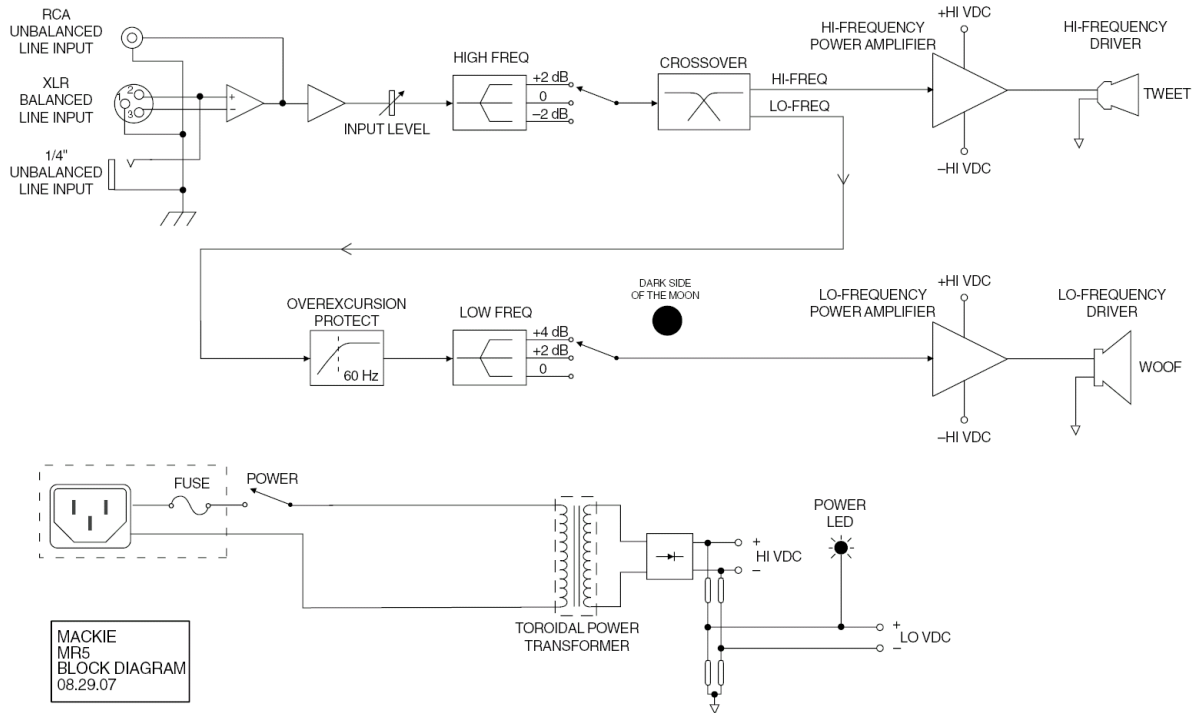 RCA
UNBALANCED
LINE INPUT
XLR
BALANCED
LINE INPUT
1
2
3
1/4"
UNBALANCED
LINE INPUT
+
−
INPUT LEVEL
HIGH FREQ
+2 dB
0
−2 dB
CROSSOVER
HI-FREQ
LO-FREQ
HI-FREQUENCY
POWER AMPLIFIER
+HI VDC
−HI VDC
HI-FREQUENCY
DRIVER
TWEET
OVEREXCURSION
PROTECT
60 Hz
LOW FREQ
+4 dB
+2 dB
0
DARK SIDE
OF THE MOON
LO-FREQUENCY
POWER AMPLIFIER
+HI VDC
−HI VDC
LO-FREQUENCY
DRIVER
WOOF
FUSE
POWER
TOROIDAL POWER
TRANSFORMER
+
HI VDC
−
POWER
LED
+
LO VDC
−
MACKIE
MR5
BLOCK DIAGRAM
08.29.07